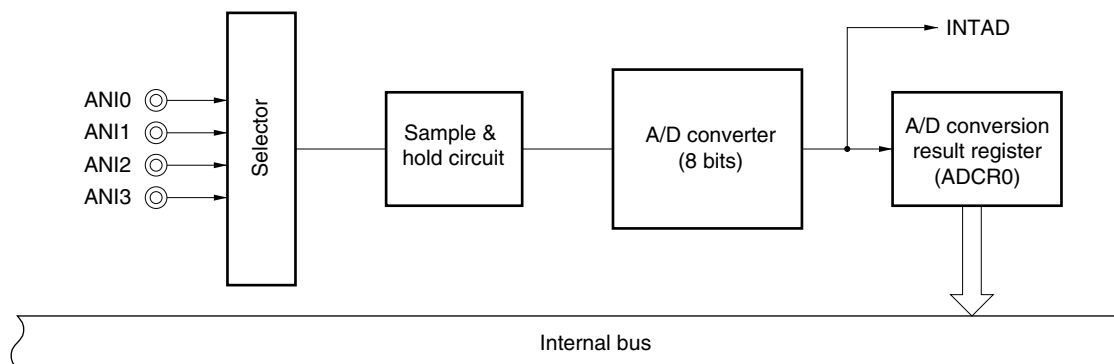 INTAD
ANI0
ANI1
ANI2
ANI3
Selector
Sample &
hold circuit
A/D converter
(8 bits)
A/D conversion
result register
(ADCR0)
Internal bus